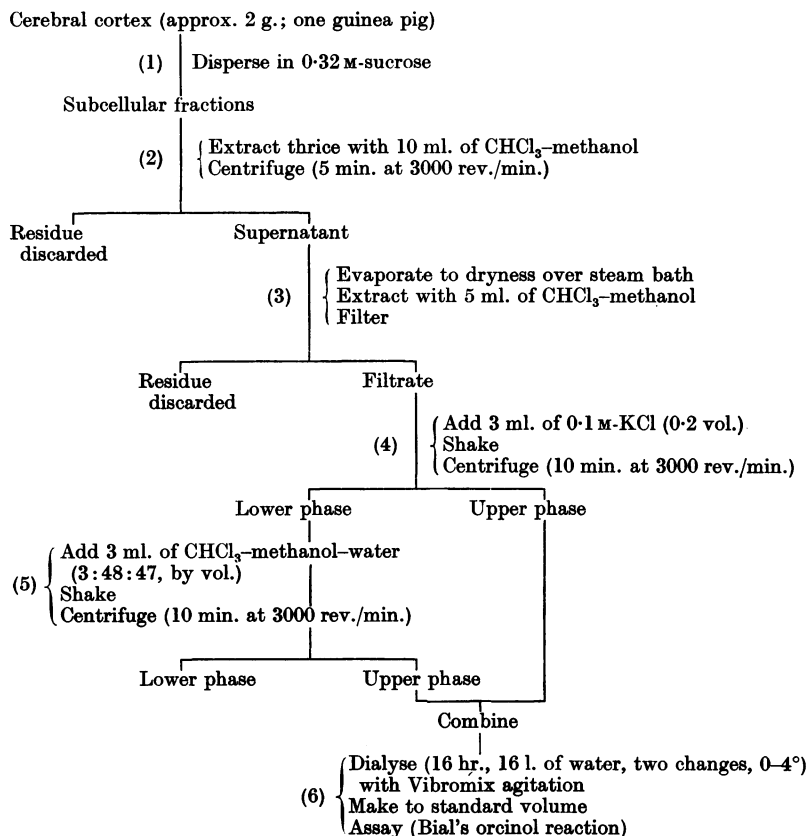 Cerebral cortex (approx. 2 g.; one guinea pig)
(1) Disperse in 0·32 M-sucrose
Subcellular fractions
(2) Extract thrice with 10 ml. of CHCl₃–methanol
Centrifuge (5 min. at 3000 rev./min.)
Residue discarded
Supernatant
(3) Evaporate to dryness over steam bath
Extract with 5 ml. of CHCl₃–methanol
Filter
Residue discarded
Filtrate
(4) Add 3 ml. of 0·1 M-KCl (0·2 vol.)
Shake
Centrifuge (10 min. at 3000 rev./min.)
Lower phase Upper phase
(5) Add 3 ml. of CHCl₃–methanol–water
(3:48:47, by vol.)
Shake
Centrifuge (10 min. at 3000 rev./min.)
Lower phase Upper phase
Combine
(6) Dialyse (16 hr., 16 l. of water, two changes, 0–4°)
with Vibromix agitation
Make to standard volume
Assay (Bial's orcinol reaction)